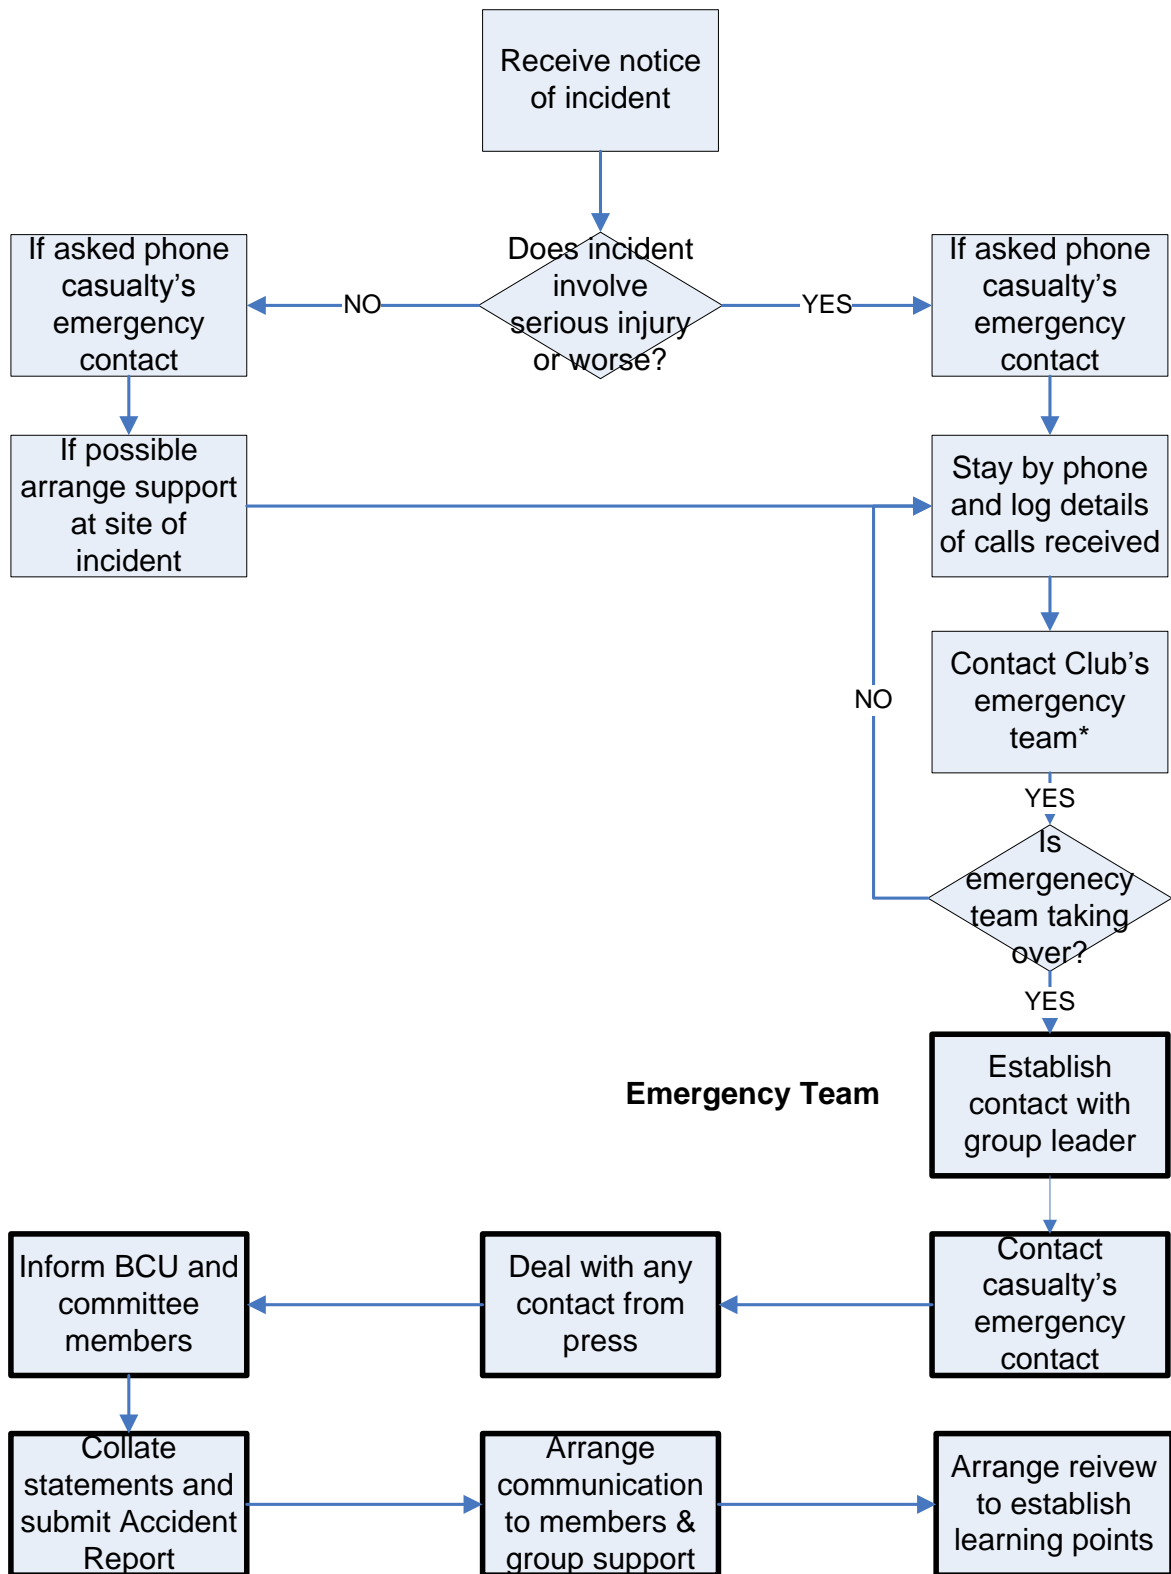 Receive notice
of incident
Does incident
involve
serious injury
or worse?
NO
YES
If asked phone
casualty’s
emergency
contact
If asked phone
casualty’s
emergency
contact
If possible
arrange support
at site of
incident
Stay by phone
and log details
of calls received
Contact Club’s
emergency
team*
NO
YES
Is
emergenecy
team taking
over?
YES
Emergency Team
Establish
contact with
group leader
Contact
casualty’s
emergency
contact
Deal with any
contact from
press
Inform BCU and
committee
members
Collate
statements and
submit Accident
Report
Arrange
communication
to members &
group support
Arrange reivew
to establish
learning points